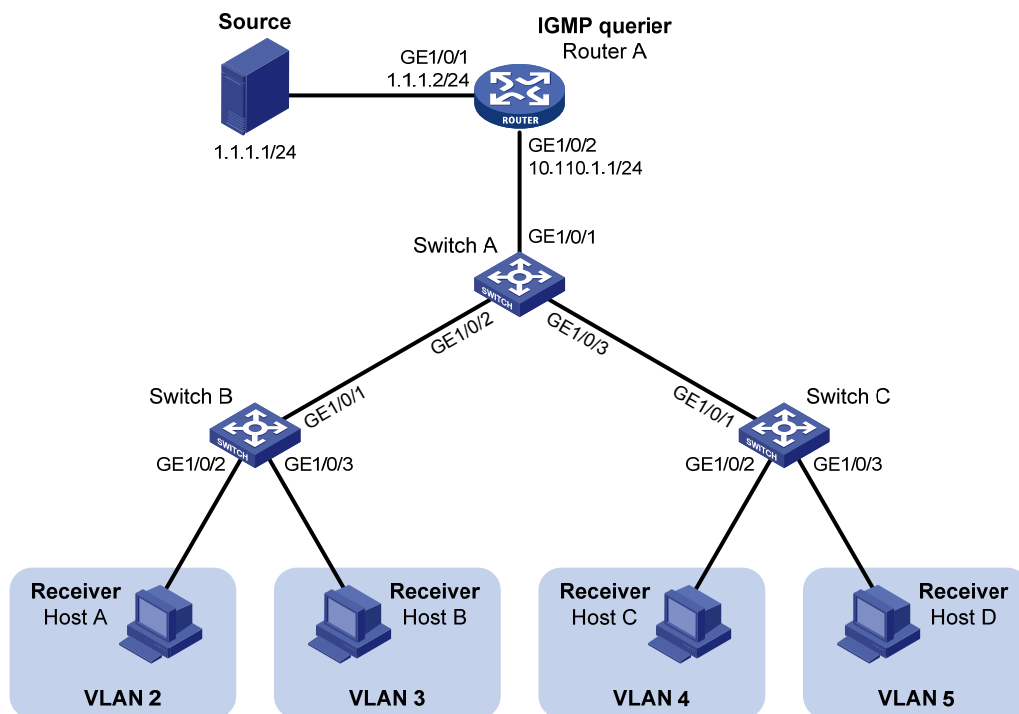 Source
IGMP querier
Router A
GE1/0/1
1.1.1.2/24
ROUTER
1.1.1.1/24
GE1/0/2
10.110.1.1/24
Switch A
GE1/0/1
SWITCH
GE1/0/2
GE1/0/3
Switch B
GE1/0/1
SWITCH
GE1/0/2
GE1/0/3
Switch C
GE1/0/1
SWITCH
GE1/0/2
GE1/0/3
Receiver
Host A
VLAN 2
Receiver
Host B
VLAN 3
Receiver
Host C
VLAN 4
Receiver
Host D
VLAN 5